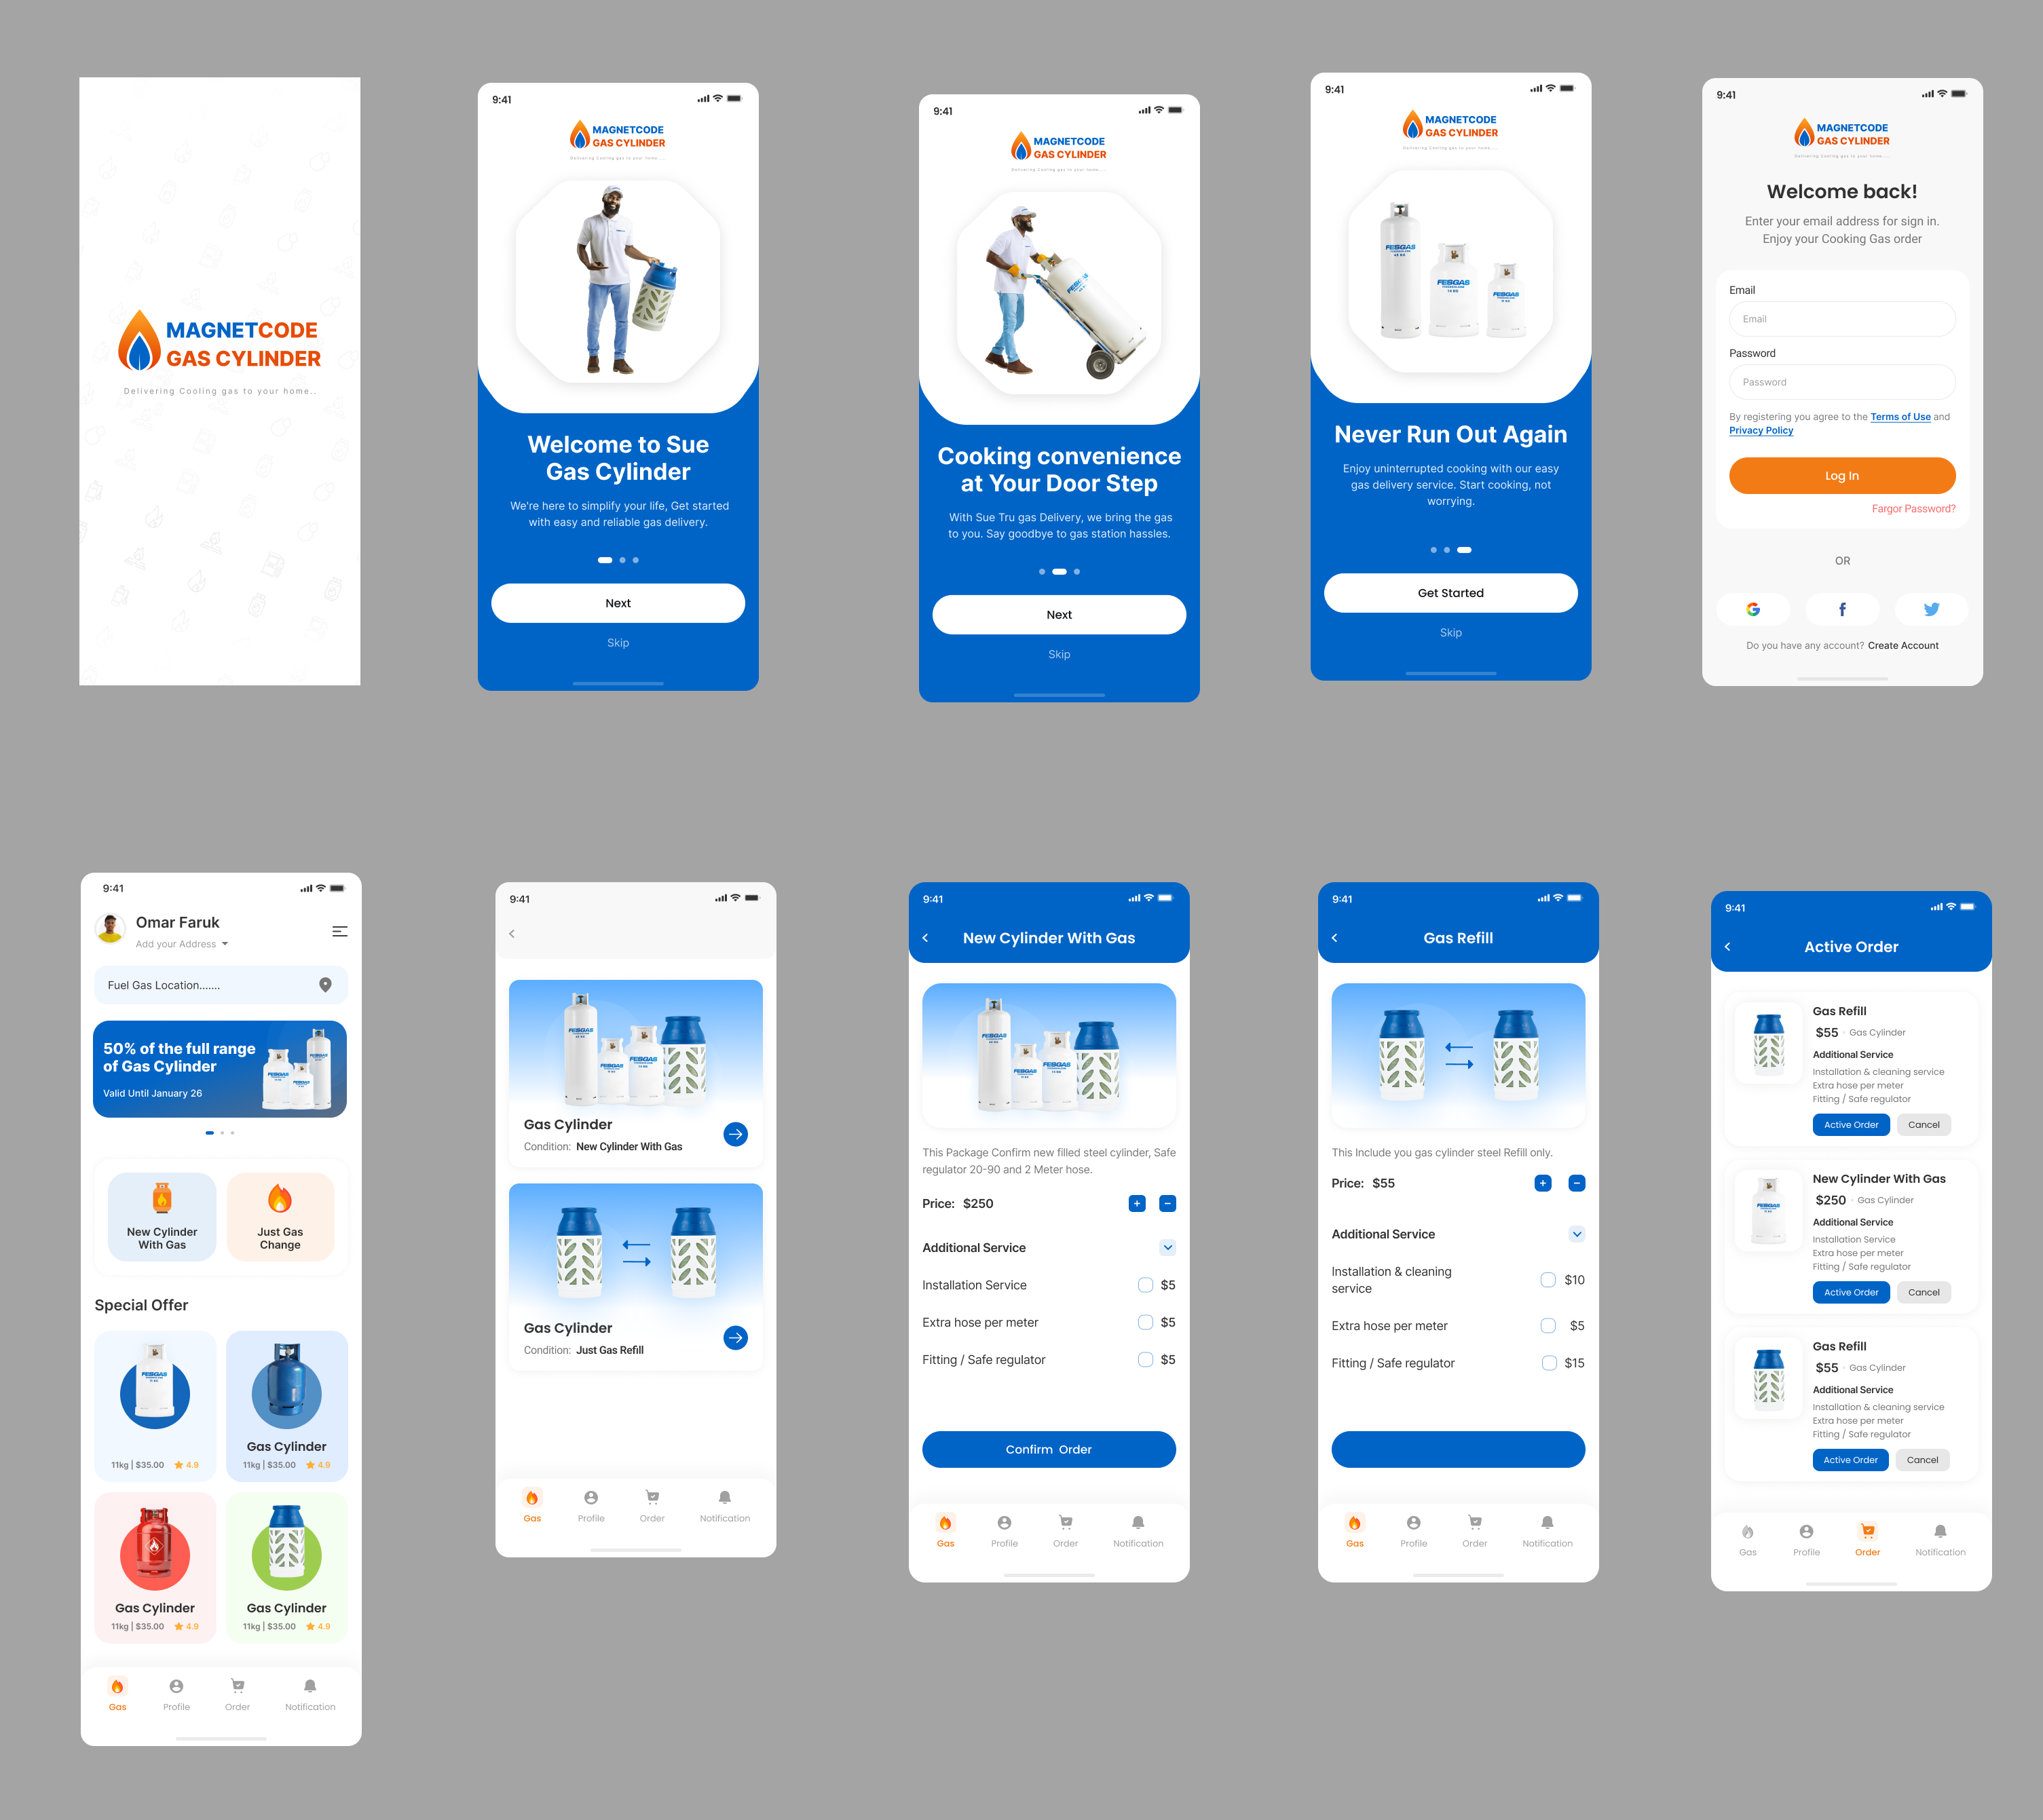 MAGNETCODE
GAS CYLINDER
Delivering Cooling gas to your home..
9:41
MAGNETCODE
GAS CYLINDER
Delivering Cooling gas to your home.....
Welcome to Sue
Gas Cylinder
We're here to simplify your life, Get started
with easy and reliable gas delivery.
Next
Skip
9:41
MAGNETCODE
GAS CYLINDER
Delivering Cooling gas to your home.....
FESGAS
Cooking convenience
at Your Door Step
With Sue Tru gas Delivery, we bring the gas
to you. Say goodbye to gas station hassles.
Next
Skip
9:41
MAGNETCODE
GAS CYLINDER
Delivering Cooling gas to your home.....
FESGAS
FESGAS
FESGAS
Never Run Out Again
Enjoy uninterrupted cooking with our easy
gas delivery service. Start cooking, not
worrying.
Get Started
Skip
9:41
MAGNETCODE
GAS CYLINDER
Delivering Cooling gas to your home.....
Welcome back!
Enter your email address for sign in.
Enjoy your Cooking Gas order
Email
Email
Password
Password
By registering you agree to the Terms of Use and
Privacy Policy
Log In
Fargor Password?
OR
Do you have any account? Create Account
9:41
Omar Faruk
Add your Address
Fuel Gas Location.......
50% of the full range
of Gas Cylinder
Valid Until January 26
New Cylinder
With Gas
Just Gas
Change
Special Offer
FESGAS
11kg | $35.00 4.9
Gas Cylinder
11kg | $35.00 4.9
Gas Cylinder
11kg | $35.00 4.9
Gas Cylinder
11kg | $35.00 4.9
Gas
Profile
Order
Notification
9:41
FESGAS
FESGAS
FESGAS
Gas Cylinder
Condition: New Cylinder With Gas
Gas Cylinder
Condition: Just Gas Refill
Gas
Profile
Order
Notification
9:41
New Cylinder With Gas
FESGAS
FESGAS
FESGAS
This Package Confirm new filled steel cylinder, Safe
regulator 20-90 and 2 Meter hose.
Price: $250
+ −
Additional Service
Installation Service $5
Extra hose per meter $5
Fitting / Safe regulator $5
Confirm Order
Gas
Profile
Order
Notification
9:41
Gas Refill
This Include you gas cylinder steel Refill only.
Price: $55
+ −
Additional Service
Installation & cleaning
service $10
Extra hose per meter $5
Fitting / Safe regulator $15
Gas
Profile
Order
Notification
9:41
Active Order
Gas Refill
$55 Gas Cylinder
Additional Service
Installation & cleaning service
Extra hose per meter
Fitting / Safe regulator
Active Order
Cancel
New Cylinder With Gas
$250 Gas Cylinder
FESGAS
Additional Service
Installation Service
Extra hose per meter
Fitting / Safe regulator
Active Order
Cancel
Gas Refill
$55 Gas Cylinder
Additional Service
Installation & cleaning service
Extra hose per meter
Fitting / Safe regulator
Active Order
Cancel
Gas
Profile
Order
Notification